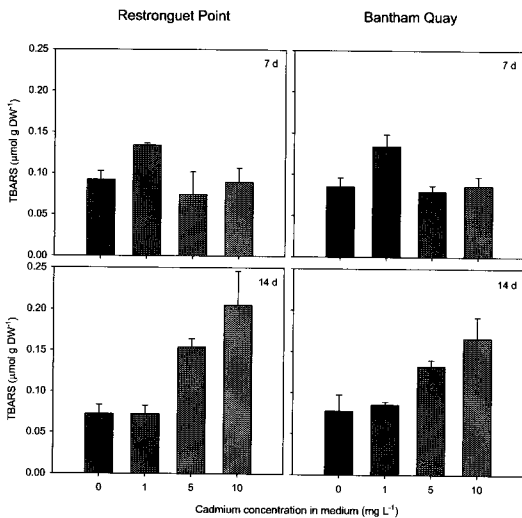 Restronguet Point Bantham Quay
0.25
7 d 7 d
0.20
0.15
0.10
0.05
0.00
TBARS (µmol g DW⁻¹)
0.25
14 d 14 d
0.20
0.15
0.10
0.05
0.00
TBARS (µmol g DW⁻¹)
0 1 5 10 0 1 5 10
Cadmium concentration in medium (mg L⁻¹)